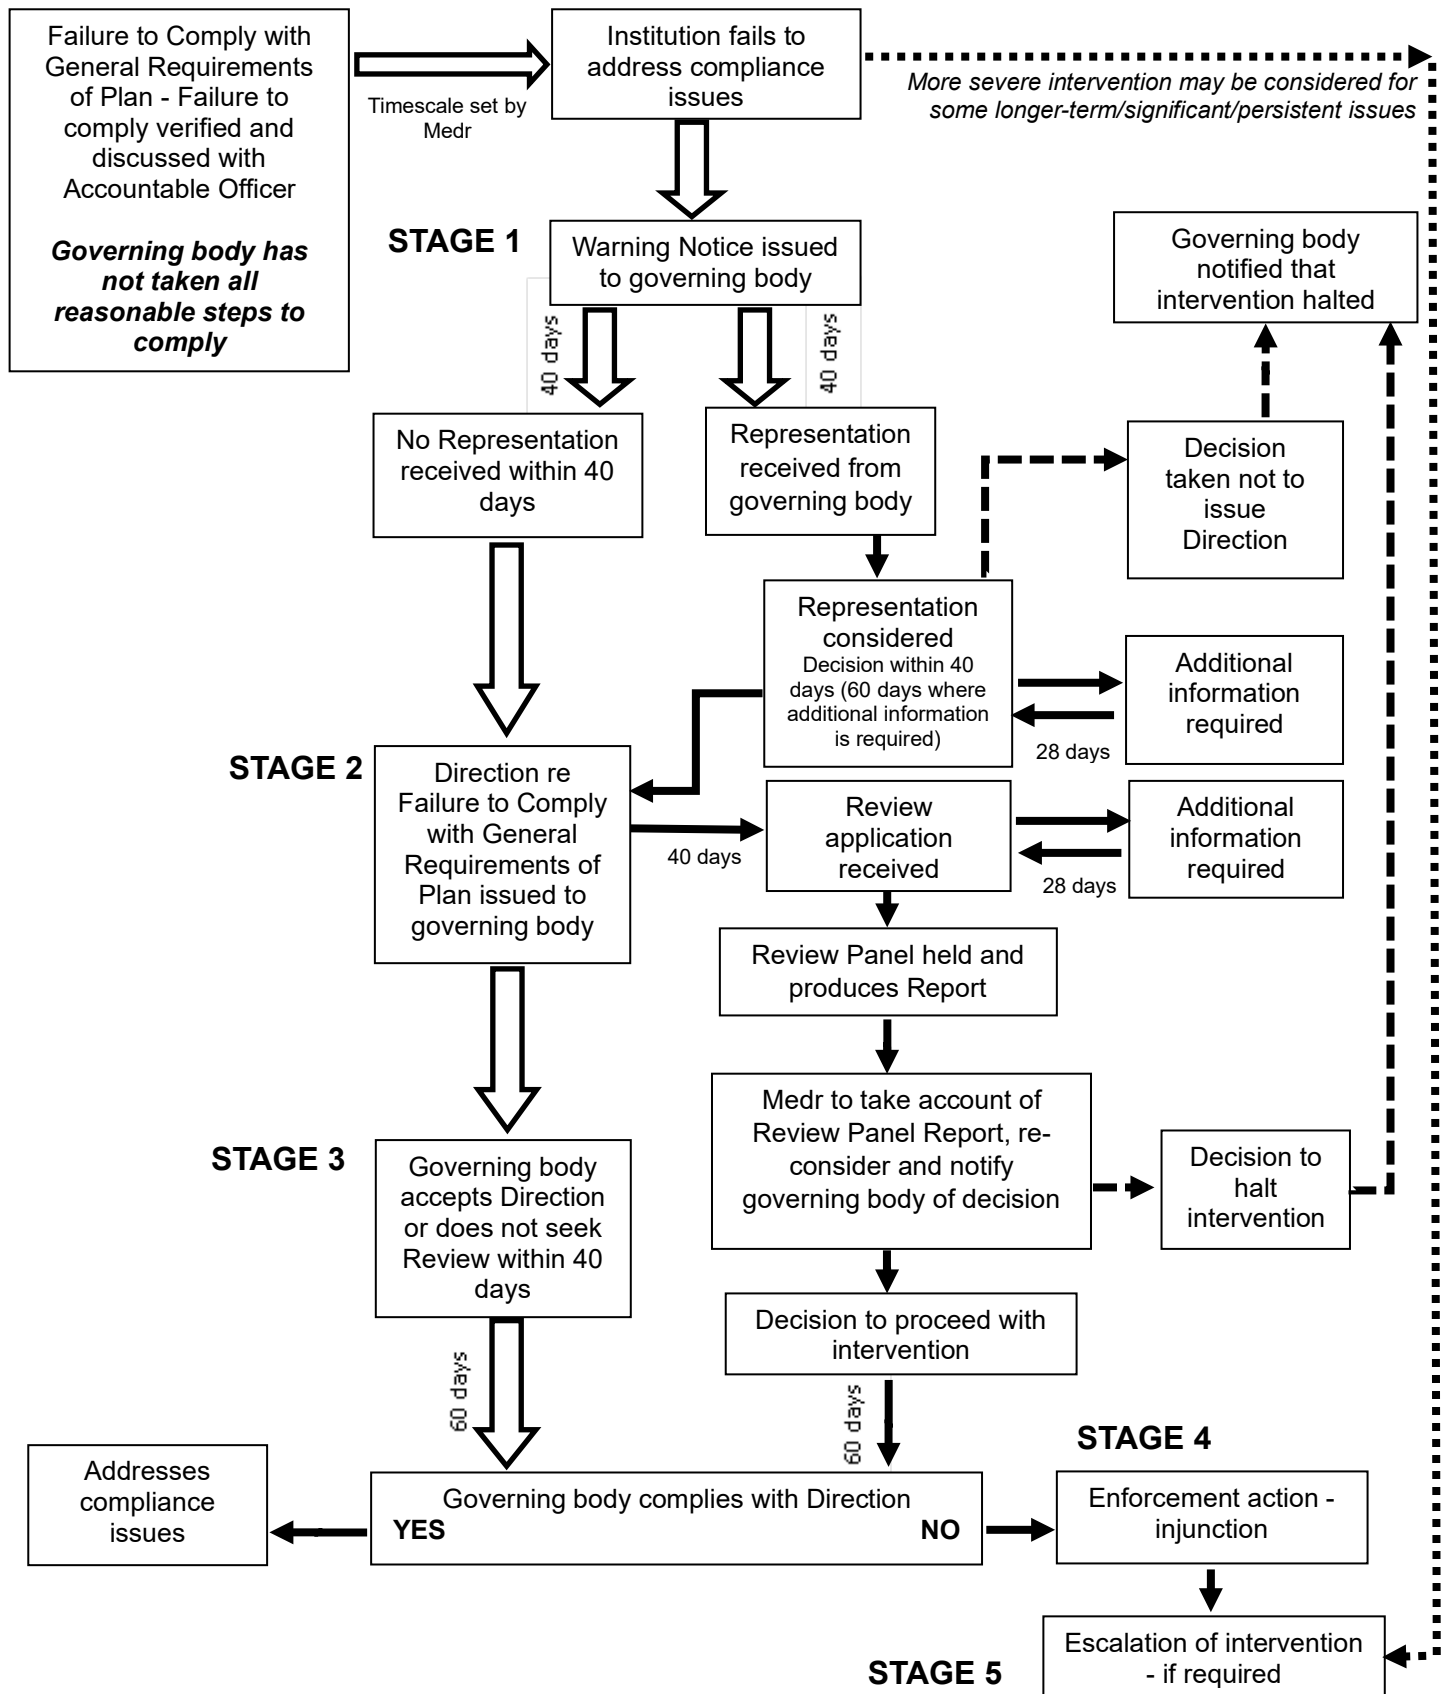 Failure to Comply with
General Requirements
of Plan - Failure to
comply verified and
discussed with
Accountable Officer
Governing body has
not taken all
reasonable steps to
comply
Timescale set by
Medr
Institution fails to
address compliance
issues
More severe intervention may be considered for
some longer-term/significant/persistent issues
STAGE 1
Warning Notice issued
to governing body
Governing body
notified that
intervention halted
40 days
40 days
No Representation
received within 40
days
Representation
received from
governing body
Decision
taken not to
issue
Direction
Representation
considered
Decision within 40
days (60 days where
additional information
is required)
Additional
information
required
28 days
STAGE 2
Direction re
Failure to Comply
with General
Requirements of
Plan issued to
governing body
40 days
Review
application
received
Additional
information
required
28 days
Review Panel held and
produces Report
Medr to take account of
Review Panel Report, re-
consider and notify
governing body of decision
Decision to
halt
intervention
STAGE 3
Governing body
accepts Direction
or does not seek
Review within 40
days
Decision to proceed with
intervention
60 days
60 days
STAGE 4
Addresses
compliance
issues
Governing body complies with Direction
YES NO
Enforcement action -
injunction
STAGE 5
Escalation of intervention
- if required